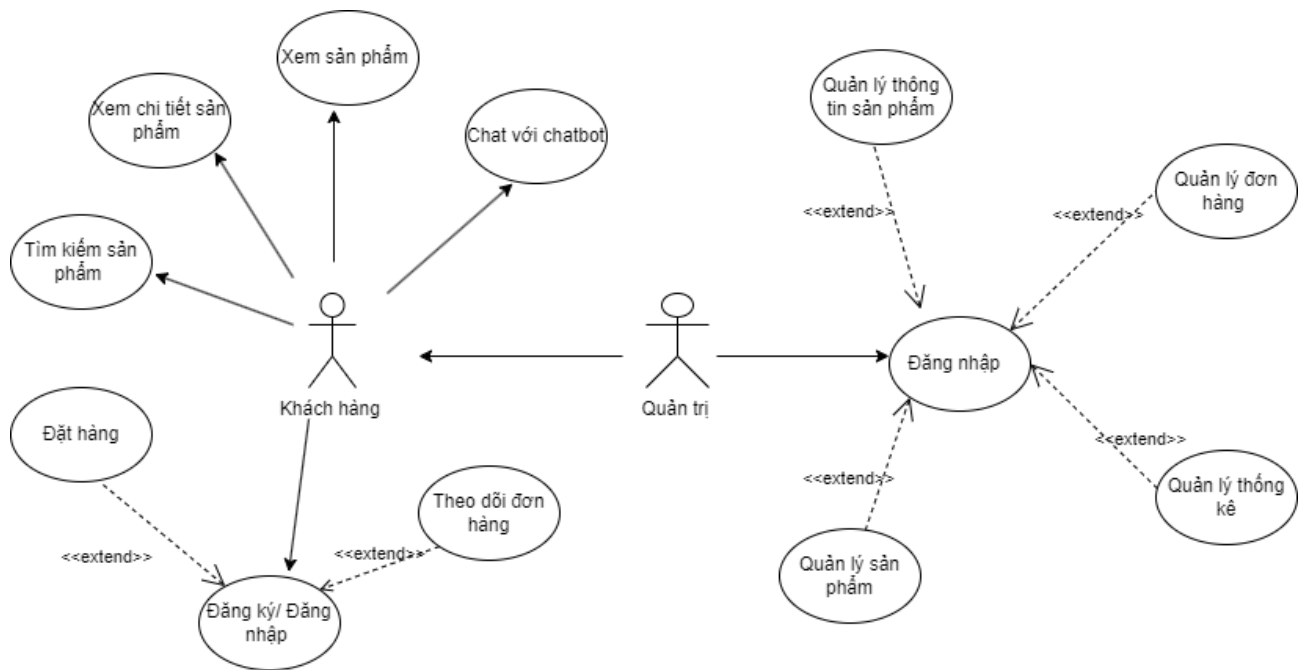 Xem sản phẩm
Xem chi tiết sản
phẩm
Chat với chatbot
Tìm kiếm sản
phẩm
Khách hàng
Đặt hàng
<<extend>>
Theo dõi đơn
hàng
<<extend>>
Đăng ký/ Đăng
nhập
Quản trị
Quản lý thông
tin sản phẩm
<<extend>>
Quản lý đơn
hàng
<<extend>>
Đăng nhập
<<extend>>
Quản lý thống
kê
<<extend>>
Quản lý sản
phẩm